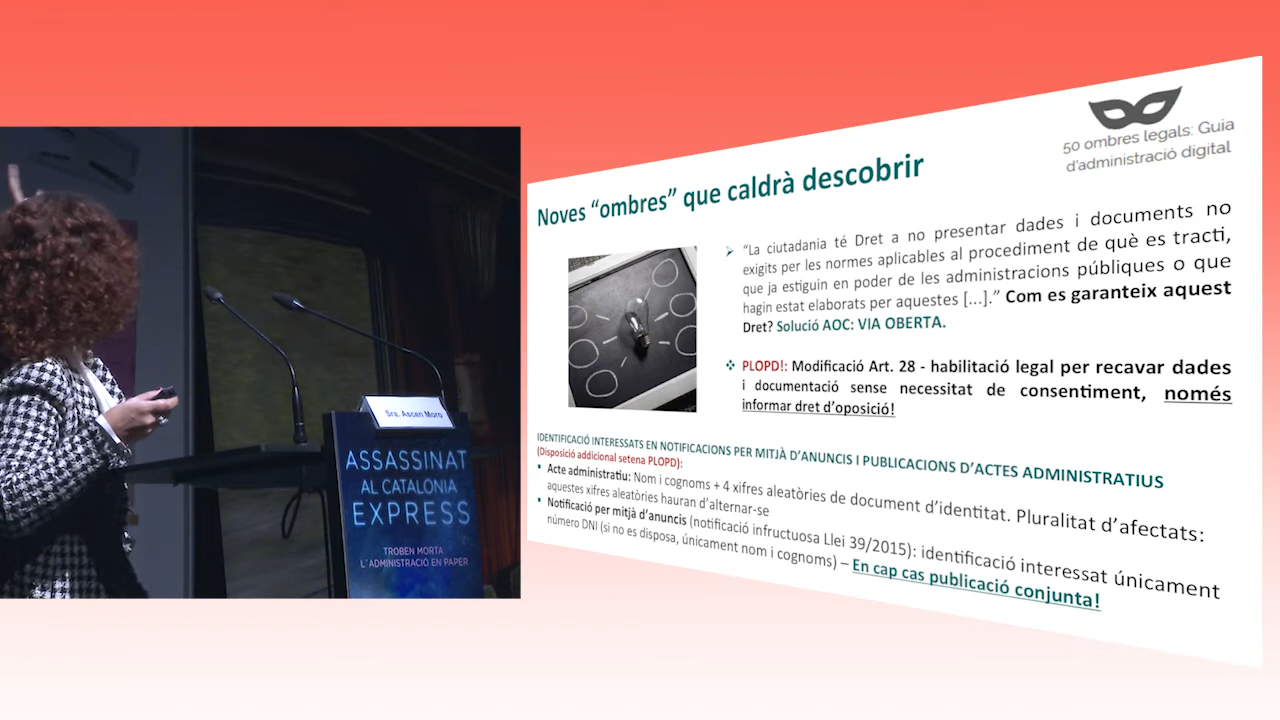 50 ombres legals: Guia
d'administració digital
Noves “ombres” que caldrà descobrir
“La ciutadania té Dret a no presentar dades i documents no
exigits per les normes aplicables al procediment de què es tracti,
que ja estiguin en poder de les administracions públiques o que
hagin estat elaborats per aquestes [...].” Com es garanteix aquest
Dret? Solució AOC: VIA OBERTA.
PLOPD!: Modificació Art. 28 - habilitació legal per recavar dades
i documentació sense necessitat de consentiment, només
informar dret d'oposició!
IDENTIFICACIÓ INTERESSATS EN NOTIFICACIONS PER MITJÀ D'ANUNCIS I PUBLICACIONS D'ACTES ADMINISTRATIUS
(Disposició addicional setena PLOPD):
Acte administratiu: Nom i cognoms + 4 xifres aleatòries de document d'identitat. Pluralitat d'afectats:
aquestes xifres aleatòries hauran d'alternar-se
Notificació per mitjà d'anuncis (notificació infructuosa Llei 39/2015): identificació interessat únicament
número DNI (si no es disposa, únicament nom i cognoms) – En cap cas publicació conjunta!
Sra. Ascen Moro
ASSASSINAT
AL CATALONIA
EXPRESS
TROBEN MORTA
L'ADMINISTRACIÓ EN PAPER